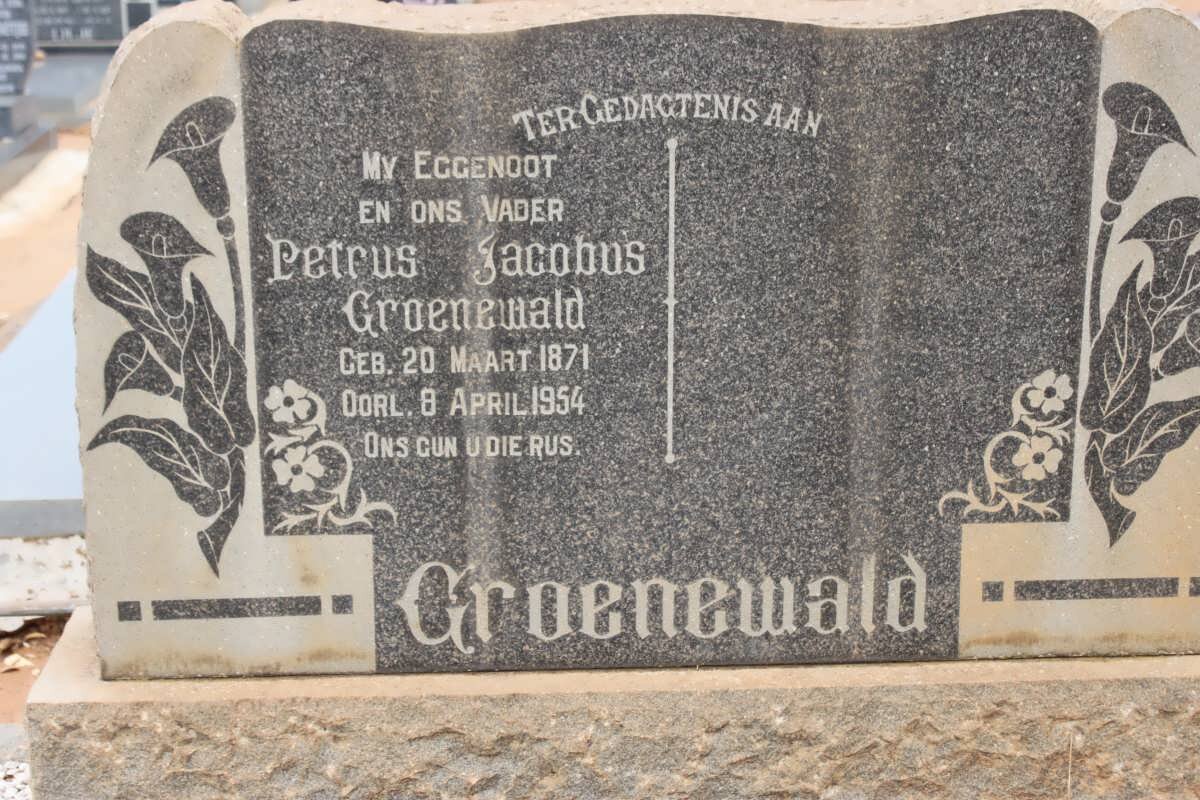 TER GEDAGTENIS AAN
MY EGGENOOT
EN ONS VADER
Petrus Jacobus
Groenewald
GEB. 20 MAART 1871
OORL. 8 APRIL 1954
ONS GUN U DIE RUS.
Groenewald